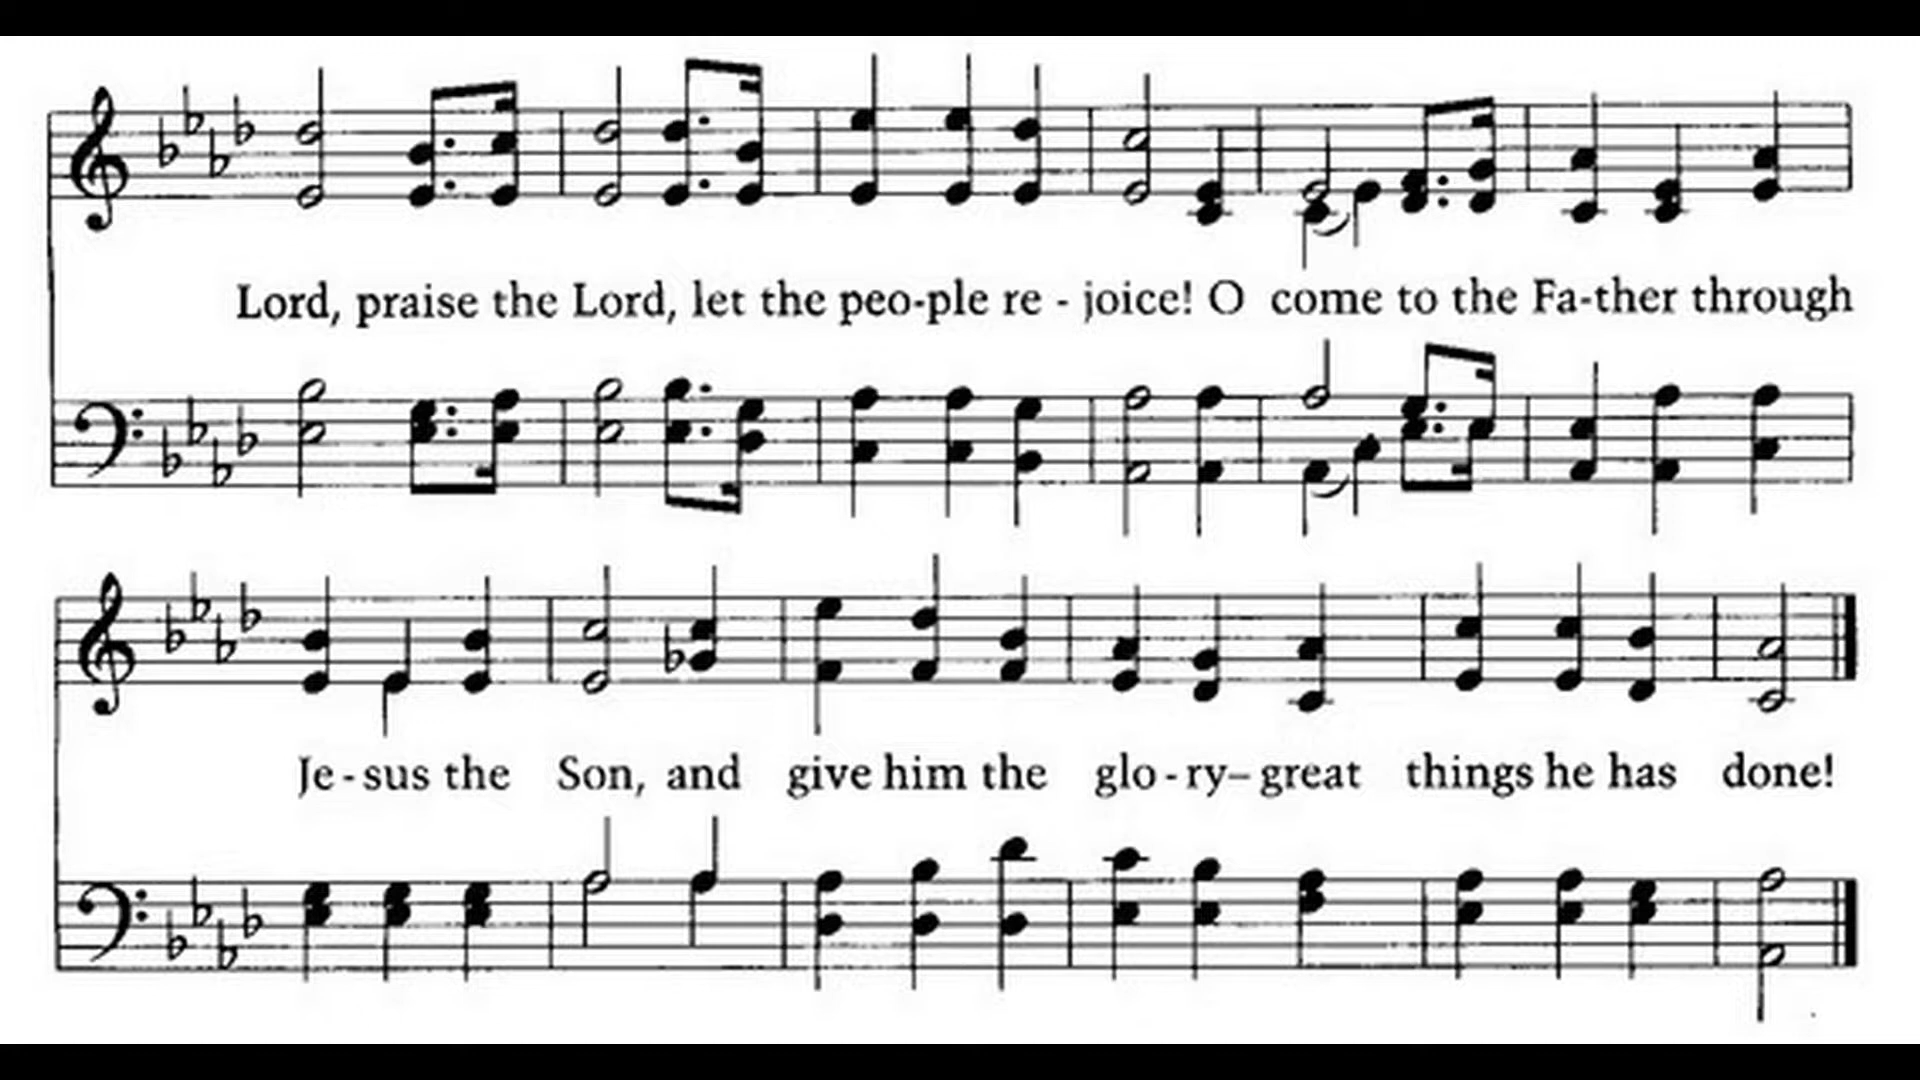 Lord, praise the Lord, let the peo-ple re - joice! O come to the Fa-ther through
Je - sus the Son, and give him the glo - ry– great things he has done!